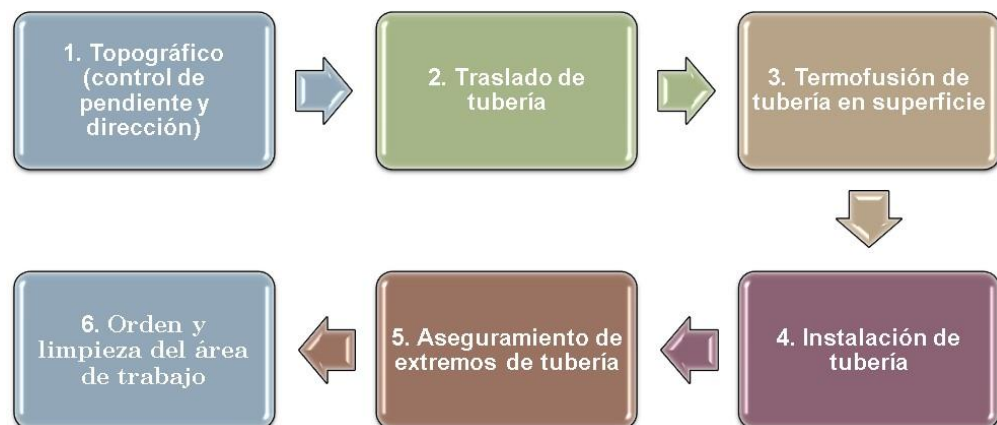 1. Topográfico
(control de
pendiente y
dirección)
2. Traslado de
tubería
3. Termofusión de
tubería en superficie
4. Instalación de
tubería
5. Aseguramiento de
extremos de tubería
6. Orden y
limpieza del área
de trabajo